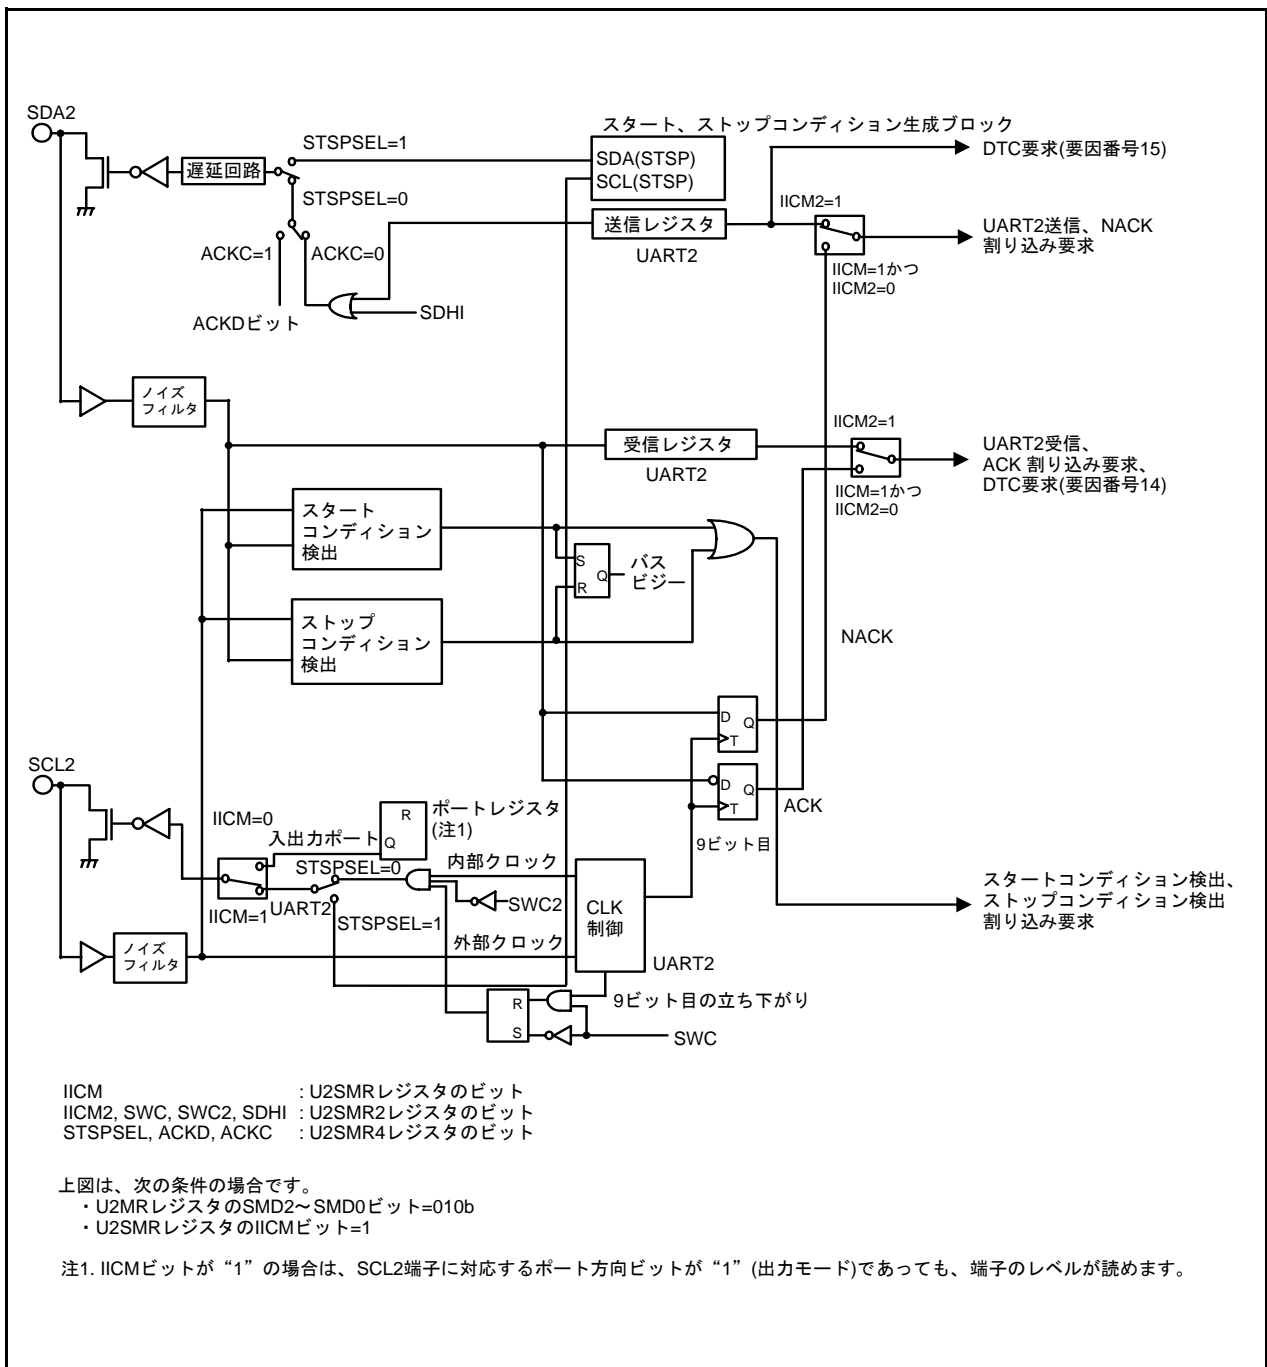 SDA2
スタート、ストップコンディション生成ブロック
STSPSEL=1
遅延回路
SDA(STSP)
SCL(STSP)
DTC要求(要因番号15)
STSPSEL=0
IICM2=1
送信レジスタ
UART2
UART2送信、NACK
割り込み要求
ACKC=1
ACKC=0
IICM=1かつ
IICM2=0
SDHI
ACKDビット
ノイズ
フィルタ
IICM2=1
受信レジスタ
UART2
UART2受信、
ACK 割り込み要求、
DTC要求(要因番号14)
IICM=1かつ
IICM2=0
スタート
コンディション
検出
S
R
Q
バス
ビジー
ストップ
コンディション
検出
NACK
D
Q
T
SCL2
D
Q
T
ACK
9ビット目
IICM=0
入出力ポート
R
Q
ポートレジスタ
(注1)
STSPSEL=0
内部クロック
IICM=1
UART2
SWC2
CLK
制御
STSPSEL=1
外部クロック
UART2
ノイズ
フィルタ
スタートコンディション検出、
ストップコンディション検出
割り込み要求
R
S
9ビット目の立ち下がり
SWC
IICM : U2SMRレジスタのビット
IICM2, SWC, SWC2, SDHI : U2SMR2レジスタのビット
STSPSEL, ACKD, ACKC : U2SMR4レジスタのビット
上図は、次の条件の場合です。
・U2MRレジスタのSMD2～SMD0ビット=010b
・U2SMRレジスタのIICMビット=1
注1. IICMビットが“1”の場合は、SCL2端子に対応するポート方向ビットが“1”(出力モード)であっても、端子のレベルが読めます。